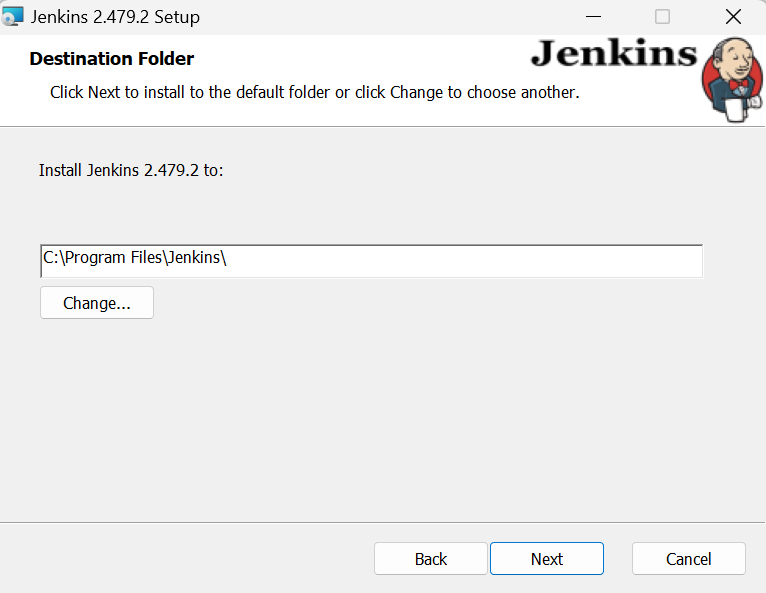 Jenkins 2.479.2 Setup
Jenkins
Destination Folder
Click Next to install to the default folder or click Change to choose another.
Install Jenkins 2.479.2 to:
C:\Program Files\Jenkins\
Change...
Back
Next
Cancel